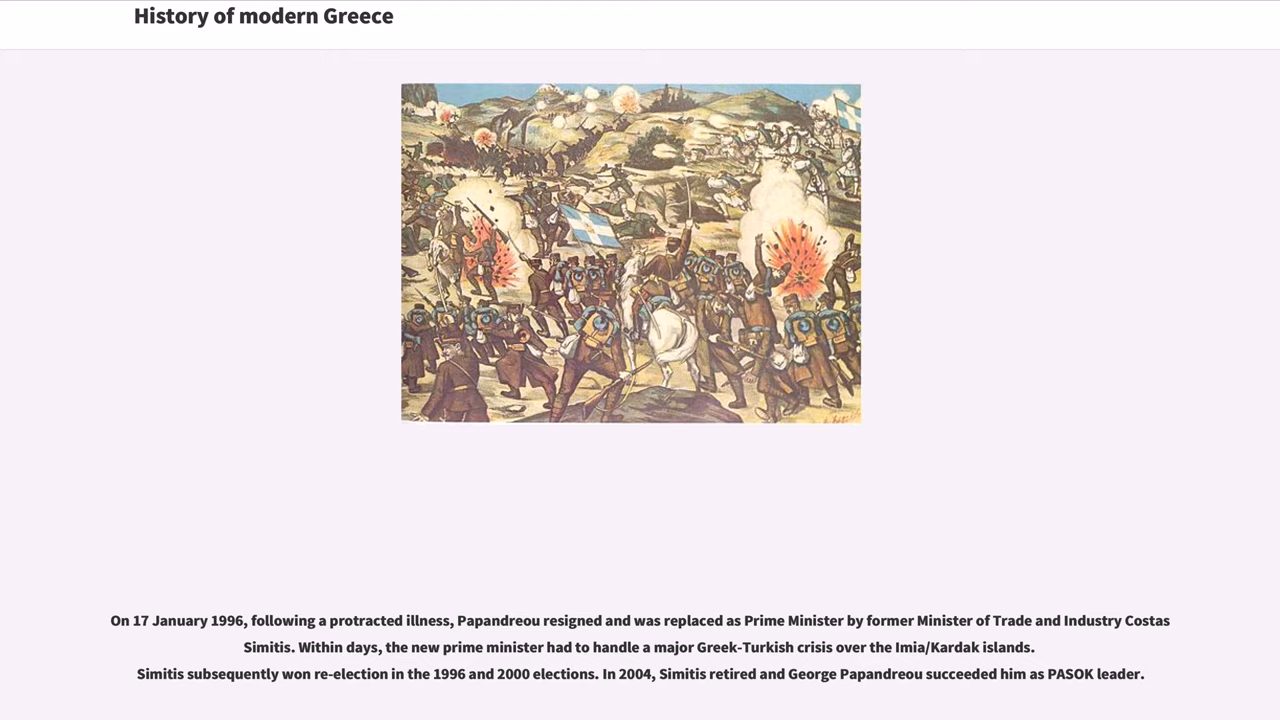 History of modern Greece
On 17 January 1996, following a protracted illness, Papandreou resigned and was replaced as Prime Minister by former Minister of Trade and Industry Costas
Simitis. Within days, the new prime minister had to handle a major Greek-Turkish crisis over the Imia/Kardak islands.
Simitis subsequently won re-election in the 1996 and 2000 elections. In 2004, Simitis retired and George Papandreou succeeded him as PASOK leader.